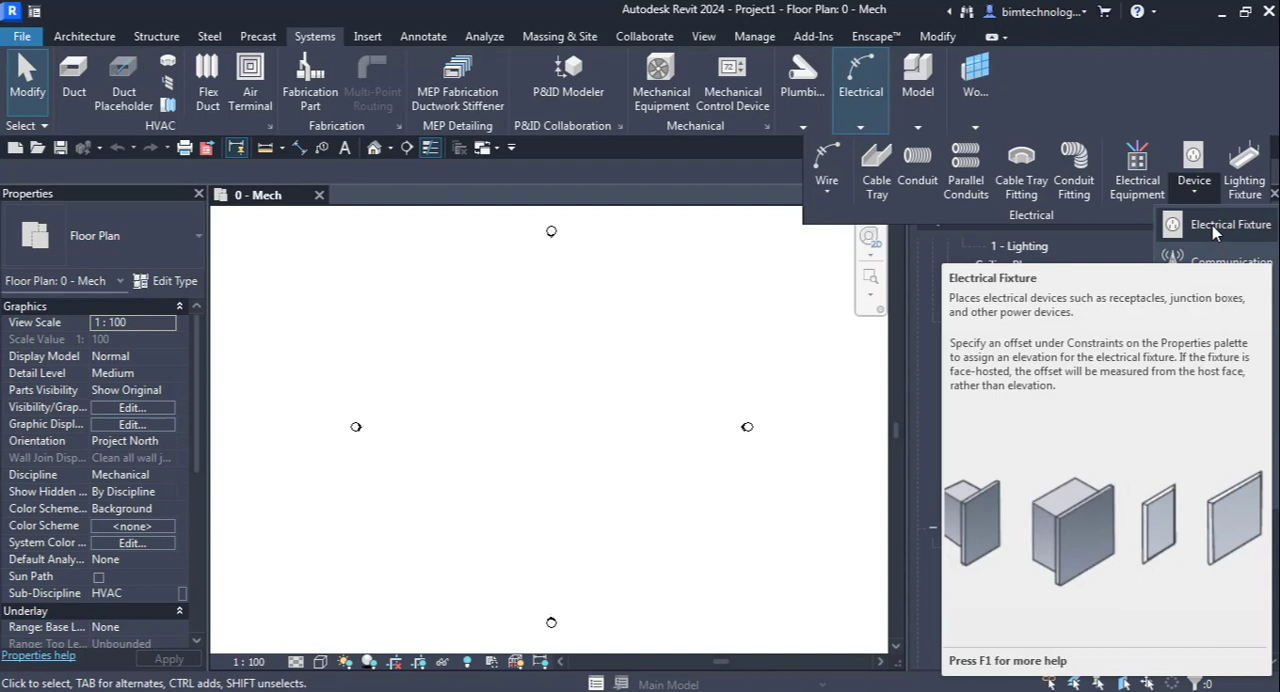 Autodesk Revit 2024 - Project1 - Floor Plan: 0 - Mech
bimtechnolog...
File Architecture Structure Steel Precast Systems Insert Annotate Analyze Massing & Site Collaborate View Manage Add-Ins Enscape™ Modify
Modify
Duct
Duct Placeholder
Flex Duct
Air Terminal
Fabrication Part
Multi-Point Routing
MEP Fabrication Ductwork Stiffener
P&ID Modeler
Mechanical Equipment
Mechanical Control Device
Plumbi...
Electrical
Model
Wo...
Select
HVAC
Fabrication
MEP Detailing
P&ID Collaboration
Mechanical
Wire
Cable Tray
Conduit
Parallel Conduits
Cable Tray Fitting
Conduit Fitting
Electrical Equipment
Device
Lighting Fixture
Electrical
Properties
0 - Mech
Floor Plan
Electrical Fixture
1 - Lighting
Communication
Floor Plan: 0 - Mech
Edit Type
Graphics
View Scale 1 : 100
Scale Value 1: 100
Display Model Normal
Detail Level Medium
Parts Visibility Show Original
Visibility/Grap... Edit...
Graphic Displ... Edit...
Orientation Project North
Wall Join Disp... Clean all wall j...
Discipline Mechanical
Show Hidden ... By Discipline
Color Scheme... Background
Color Scheme <none>
System Color ... Edit...
Default Analy... None
Sun Path
Sub-Discipline HVAC
Underlay
Range: Base L... None
Range: Top Le... Unbounded
Properties help
Apply
2D
Electrical Fixture
Places electrical devices such as receptacles, junction boxes,
and other power devices.
Specify an offset under Constraints on the Properties palette
to assign an elevation for the electrical fixture. If the fixture is
face-hosted, the offset will be measured from the host face,
rather than elevation.
Press F1 for more help
1 : 100
Click to select, TAB for alternates, CTRL adds, SHIFT unselects.
Main Model
:0